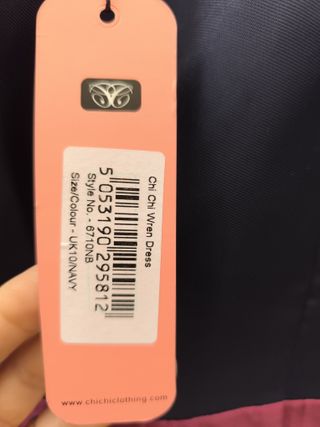 Chi Chi Wren Dress
5 053190 295812
Style No. - 6710NB
Size/Colour - UK10/NAVY
www.chichiclothing.com